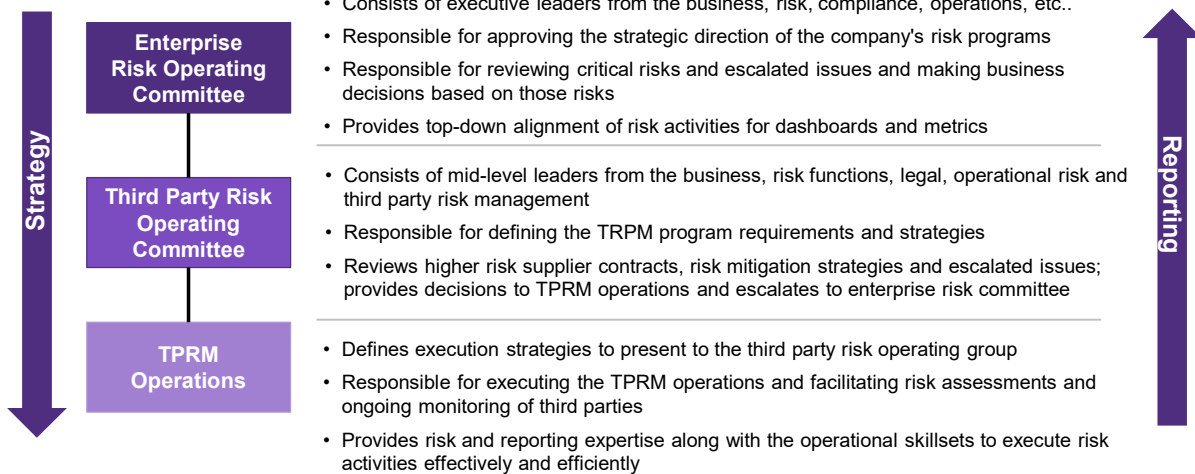 • Consists of executive leaders from the business, risk, compliance, operations, etc..
Enterprise
Risk Operating
Committee
• Responsible for approving the strategic direction of the company's risk programs
• Responsible for reviewing critical risks and escalated issues and making business
decisions based on those risks
• Provides top-down alignment of risk activities for dashboards and metrics
Strategy
Third Party Risk
Operating
Committee
• Consists of mid-level leaders from the business, risk functions, legal, operational risk and
third party risk management
• Responsible for defining the TRPM program requirements and strategies
• Reviews higher risk supplier contracts, risk mitigation strategies and escalated issues;
provides decisions to TPRM operations and escalates to enterprise risk committee
Reporting
TPRM
Operations
• Defines execution strategies to present to the third party risk operating group
• Responsible for executing the TPRM operations and facilitating risk assessments and
ongoing monitoring of third parties
• Provides risk and reporting expertise along with the operational skillsets to execute risk
activities effectively and efficiently